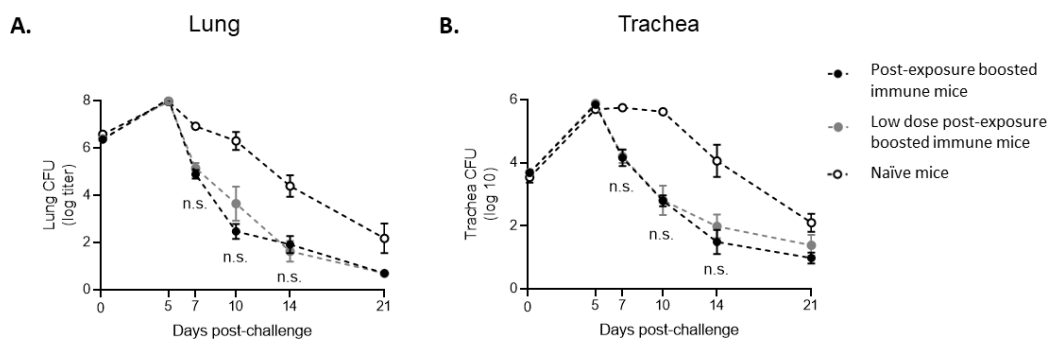 A.
Lung
Lung CFU
(log titer)
8
6
4
2
0
n.s.
n.s.
n.s.
0
5
7
10
14
21
Days post-challenge
B.
Trachea
Trachea CFU
(log 10)
6
4
2
0
n.s.
n.s.
n.s.
0
5
7
10
14
21
Days post-challenge
Post-exposure boosted
immune mice
Low dose post-exposure
boosted immune mice
Naïve mice